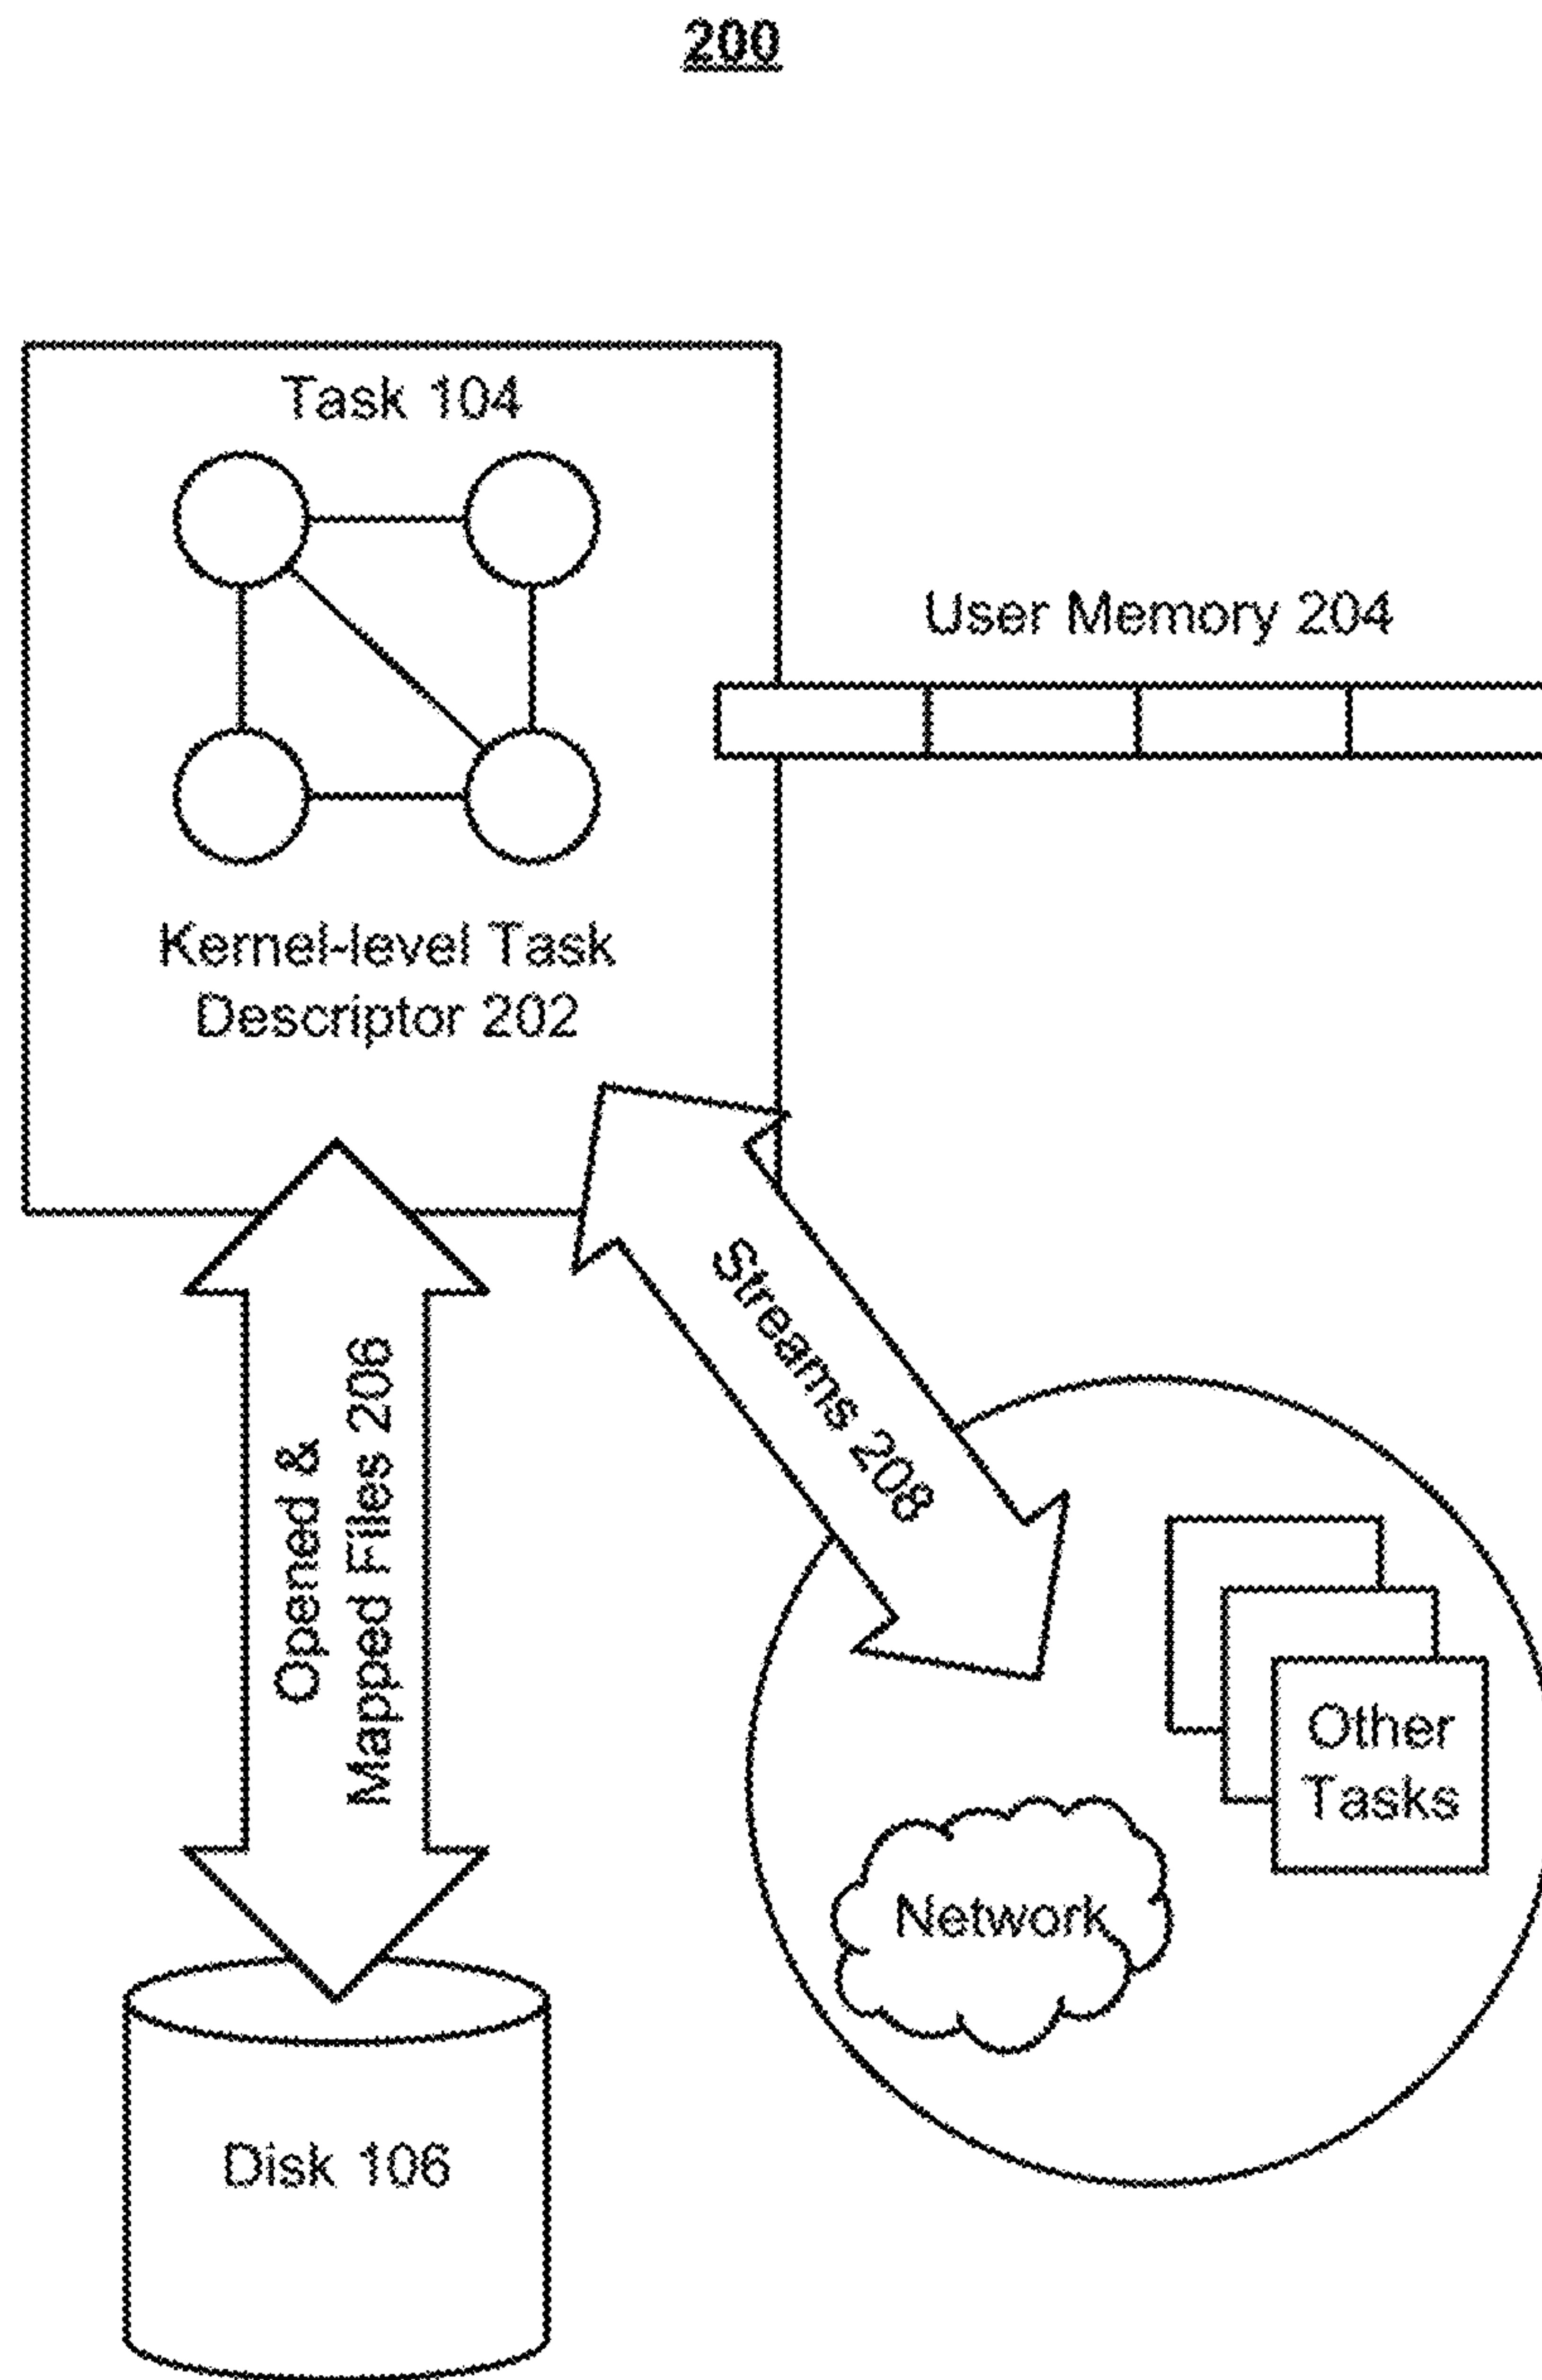 200
Task 104
User Memory 204
Kernel-level Task
Descriptor 202
Streams 208
Opened &
Mapped Files 206
Other
Tasks
Network
Disk 106